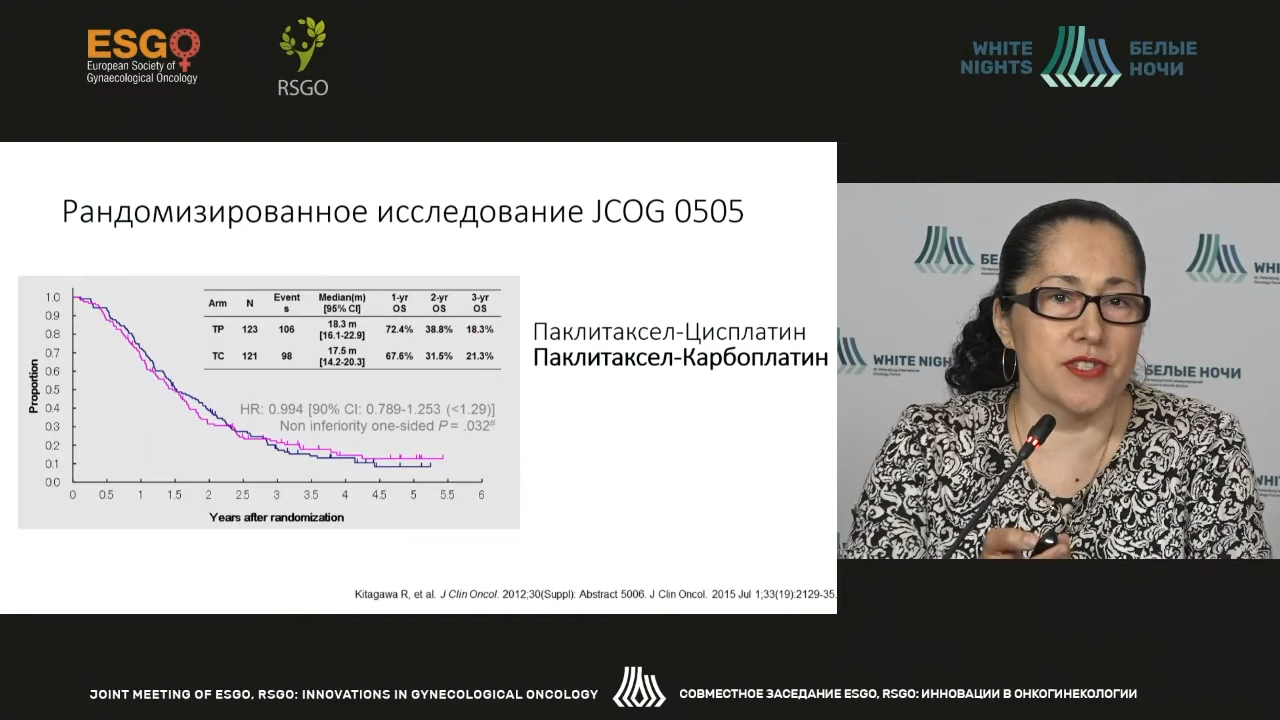 ESGO
European Society of
Gynaecological Oncology
RSGO
WHITE
NIGHTS
БЕЛЫЕ
НОЧИ
Рандомизированное исследование JCOG 0505
Arm N Event s Median(m) [95% CI] 1-yr OS 2-yr OS 3-yr OS
TP 123 106 18.3 m [16.1-22.9] 72.4% 38.8% 18.3%
TC 121 98 17.5 m [14.2-20.3] 67.6% 31.5% 21.3%
HR: 0.994 [90% CI: 0.789-1.253 (<1.29)]
Non inferiority one-sided P = .032#
Proportion
1.0
0.9
0.8
0.7
0.6
0.5
0.4
0.3
0.2
0.1
0.0
0 0.5 1 1.5 2 2.5 3 3.5 4 4.5 5 5.5 6
Years after randomization
Паклитаксел-Цисплатин
Паклитаксел-Карбоплатин
Kitagawa R, et al. J Clin Oncol. 2012;30(Suppl): Abstract 5006. J Clin Oncol. 2015 Jul 1;33(19):2129-35.
WHITE NIGH
БЕЛЫЕ НОЧИ
JOINT MEETING OF ESGO, RSGO: INNOVATIONS IN GYNECOLOGICAL ONCOLOGY
СОВМЕСТНОЕ ЗАСЕДАНИЕ ESGO, RSGO: ИННОВАЦИИ В ОНКОГИНЕКОЛОГИИ